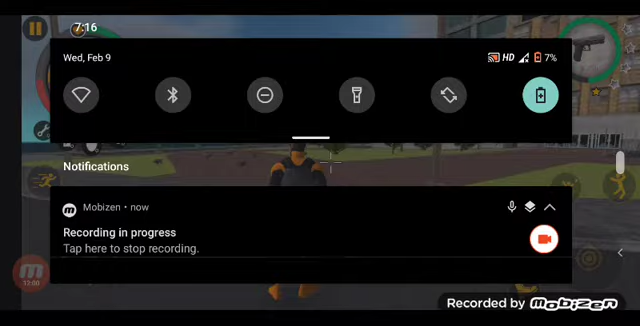 7:16
Wed, Feb 9
HD
7%
Notifications
Mobizen • now
Recording in progress
Tap here to stop recording.
Recorded by mobizen